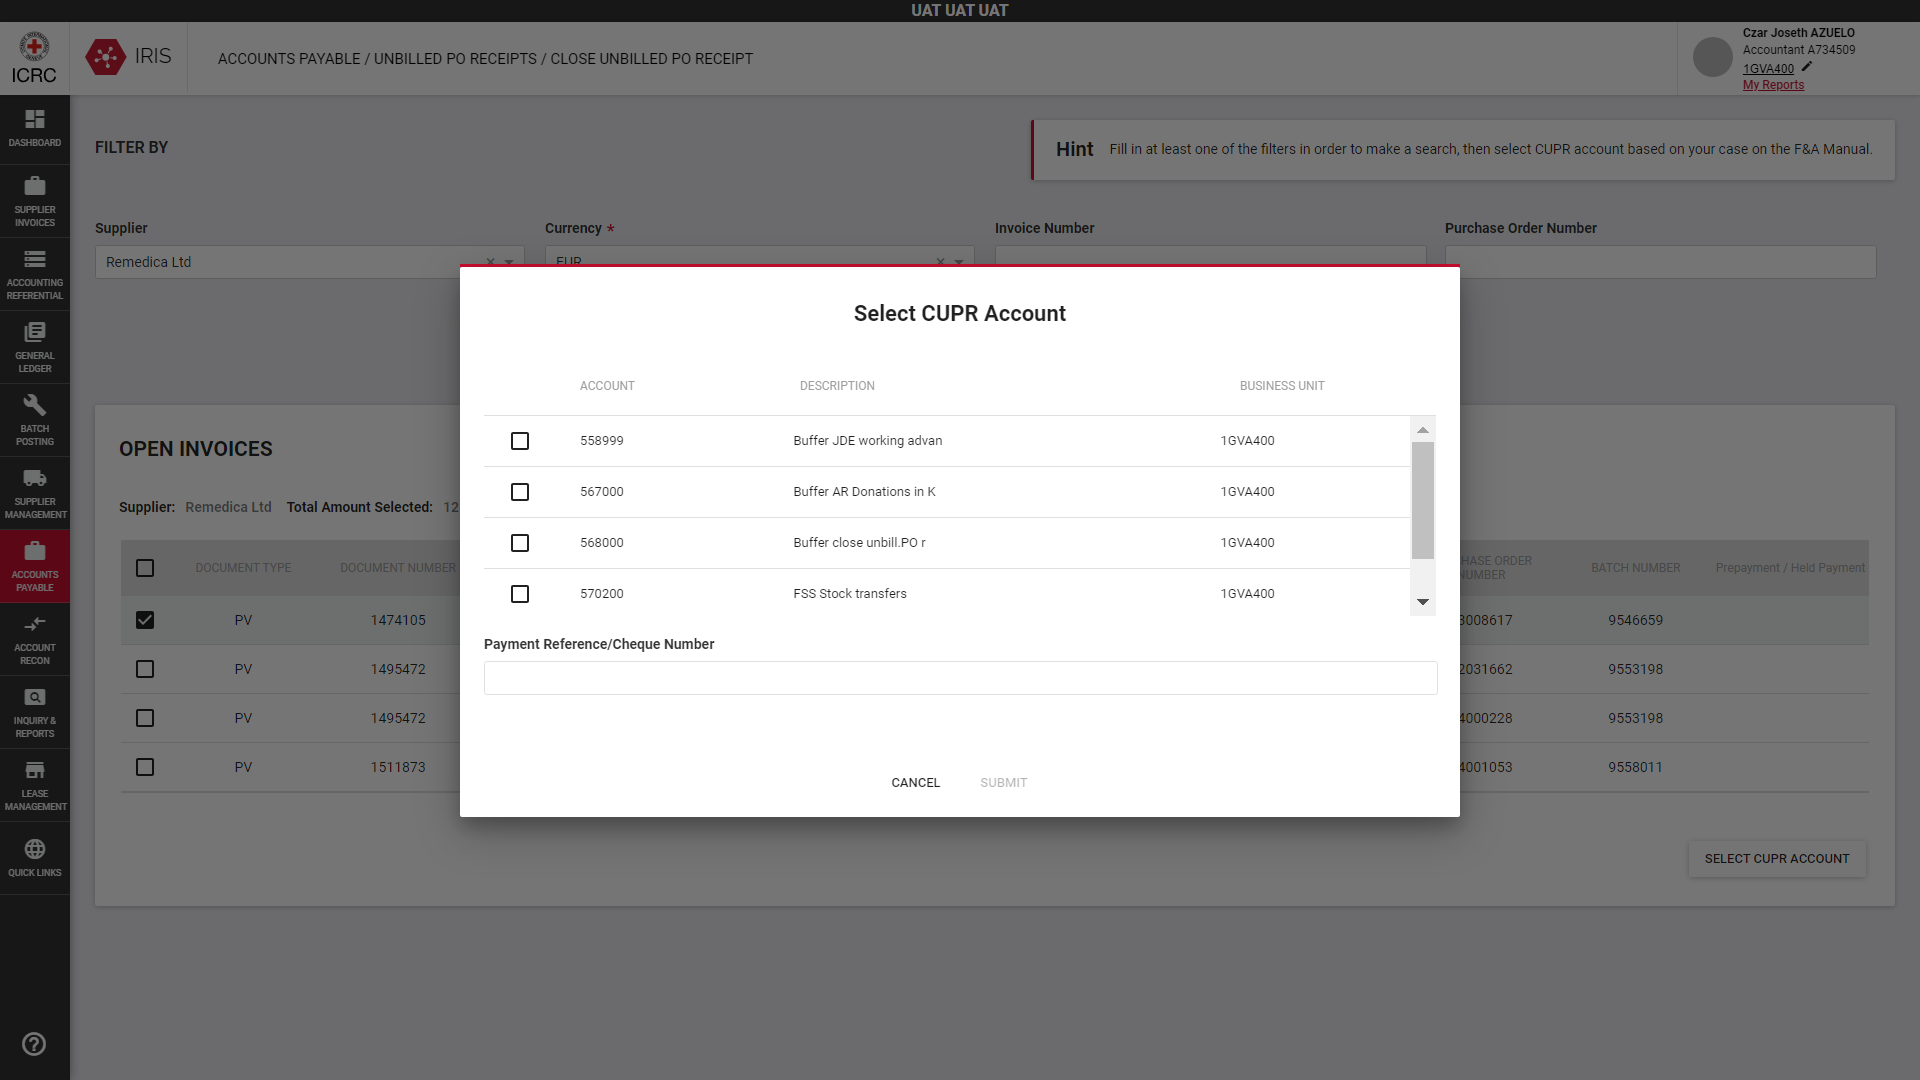 UAT UAT UAT
ICRC
IRIS
ACCOUNTS PAYABLE / UNBILLED PO RECEIPTS / CLOSE UNBILLED PO RECEIPT
Czar Joseth AZUELO
Accountant A734509
1GVA400
My Reports
DASHBOARD
SUPPLIER
INVOICES
ACCOUNTING
REFERENTIAL
GENERAL
LEDGER
BATCH
POSTING
SUPPLIER
MANAGEMENT
ACCOUNTS
PAYABLE
ACCOUNT
RECON
INQUIRY &
REPORTS
LEASE
MANAGEMENT
QUICK LINKS
FILTER BY
Hint Fill in at least one of the filters in order to make a search, then select CUPR account based on your case on the F&A Manual.
Supplier Currency * Invoice Number Purchase Order Number
Remedica Ltd EUR
OPEN INVOICES
Supplier: Remedica Ltd Total Amount Selected: 12
DOCUMENT TYPE DOCUMENT NUMBER HASE ORDER NUMBER BATCH NUMBER Prepayment / Held Payment
PV 1474105 3008617 9546659
PV 1495472 2031662 9553198
PV 1495472 4000228 9553198
PV 1511873 4001053 9558011
SELECT CUPR ACCOUNT
Select CUPR Account
ACCOUNT DESCRIPTION BUSINESS UNIT
558999 Buffer JDE working advan 1GVA400
567000 Buffer AR Donations in K 1GVA400
568000 Buffer close unbill.PO r 1GVA400
570200 FSS Stock transfers 1GVA400
Payment Reference/Cheque Number
CANCEL SUBMIT